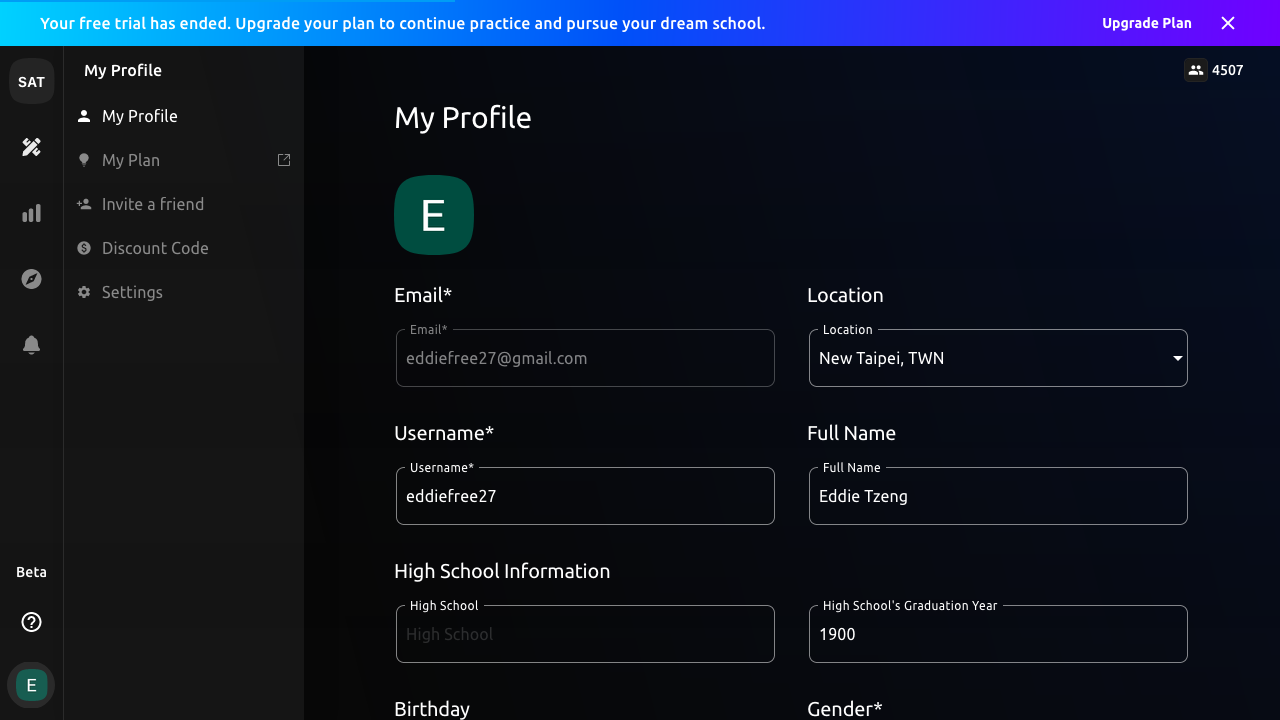 Your free trial has ended. Upgrade your plan to continue practice and pursue your dream school.
Upgrade Plan
SAT
My Profile
4507
My Profile
My Plan
Invite a friend
Discount Code
Settings
My Profile
E
Email*
Email*
eddiefree27@gmail.com
Location
Location
New Taipei, TWN
Username*
Username*
eddiefree27
Full Name
Full Name
Eddie Tzeng
High School Information
High School
High School
High School's Graduation Year
1900
Birthday
Gender*
Beta
E